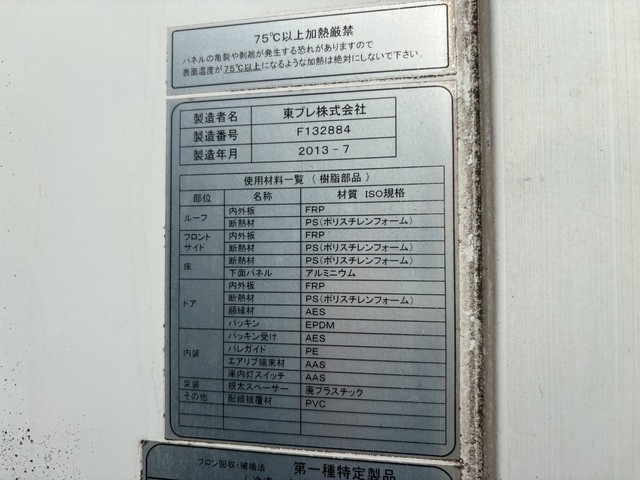 75℃以上加熱厳禁
パネルの亀裂や剥離が発生する恐れがありますので
表面温度が75℃以上になるような加熱は絶対にしないで下さい。
製造者名 東プレ株式会社
製造番号 F132884
製造年月 2013-7
使用材料一覧(樹脂部品)
部位 名称 材質 ISO規格
ルーフ 内外板 FRP
断熱材 PS(ポリスチレンフォーム)
フロント サイド 内外板 FRP
断熱材 PS(ポリスチレンフォーム)
床 断熱材 PS(ポリスチレンフォーム)
下面パネル アルミニウム
ドア 内外板 FRP
断熱材 PS(ポリスチレンフォーム)
額縁材 AES
パッキン EPDM
内装 パッキン受け AES
バレガイド PE
エアリブ端末材 AAS
庫内灯スイッチ AAS
架装 根太スペーサー 廃プラスチック
その他 配線被覆材 PVC
フロン回収・破壊法 第一種特定製品